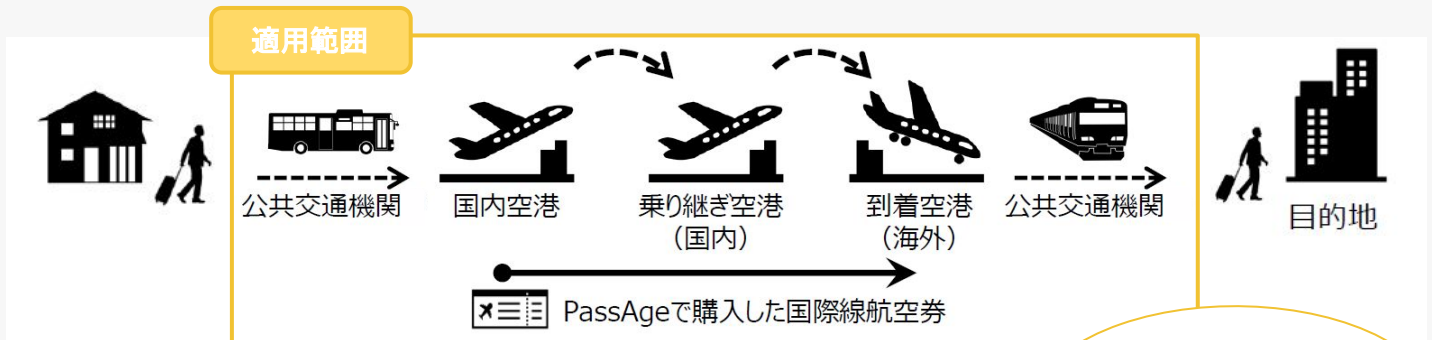 適用範囲
公共交通機関
国内空港
乗り継ぎ空港
（国内）
到着空港
（海外）
公共交通機関
目的地
PassAgeで購入した国際線航空券